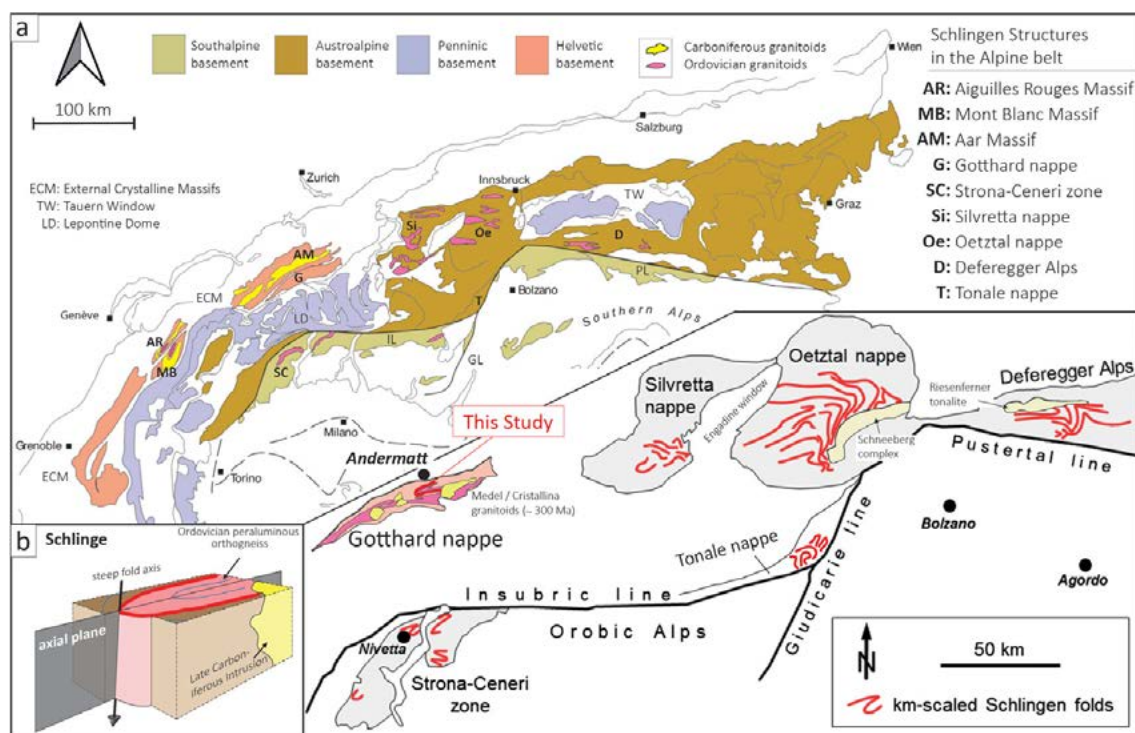 a
100 km
Southalpine
basement
Austroalpine
basement
Penninic
basement
Helvetic
basement
Carboniferous granitoids
Ordovician granitoids
Schlingen Structures
in the Alpine belt
AR: Aiguilles Rouges Massif
MB: Mont Blanc Massif
AM: Aar Massif
G: Gotthard nappe
SC: Strona-Ceneri zone
Si: Silvretta nappe
Oe: Oetztal nappe
D: Deferegger Alps
T: Tonale nappe
ECM: External Crystalline Massifs
TW: Tauern Window
LD: Lepontine Dome
Wien
Salzburg
Zurich
Innsbruck
TW
Graz
Si
Oe
D
AM
G
ECM
PL
Bolzano
T
LD
Genève
Southern Alps
IL
AR
MB
SC
GL
Milano
Grenoble
ECM
Torino
This Study
Andermatt
Medel / Cristallina
granitoids (~ 300 Ma)
Gotthard nappe
Oetztal nappe
Silvretta
nappe
Engadine window
Schneeberg
complex
Deferegger Alps
Riesenferner
tonalite
Pustertal line
Bolzano
Agordo
Tonale nappe
Giudicarie line
Insubric line
Orobic Alps
Nivetta
Strona-Ceneri
zone
N
50 km
km-scaled Schlingen folds
b
Schlinge
Ordovician peraluminous
orthogneiss
steep fold axis
axial plane
Late Carbon-
iferous Intrusion